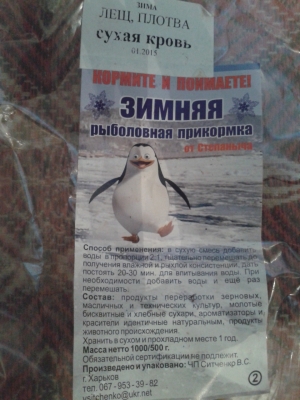 ЗИМА
ЛЕЩ, ПЛОТВА
сухая кровь
01.2015
КОРМИТЕ И ПОЙМАЕТЕ!
ЗИМНЯЯ
рыболовная прикормка
от Степаныча
Способ применения: в сухую смесь добавить
воды в пропорции 2:1, тщательно перемешать до
получения влажной и рыхлой консистенции, дать
постоять 20-30 мин. для впитывания воды. При
необходимости добавить воды и ещё раз
перемешать.
Состав: продукты переработки зерновых,
масличных и технических культур, молотые
бисквитные и хлебные сухари, ароматизаторы и
красители идентичные натуральным, продукты
животного происхождения.
Хранить в сухом и прохладном месте 1 год.
Масса нетто 1000/500 г.
Обязательной сертификации не подлежит.
Произведено и упаковано: ЧП Ситченко В.С.
г. Харьков
тел. 067-953-39-82
vsitchenko@ukr.net
2